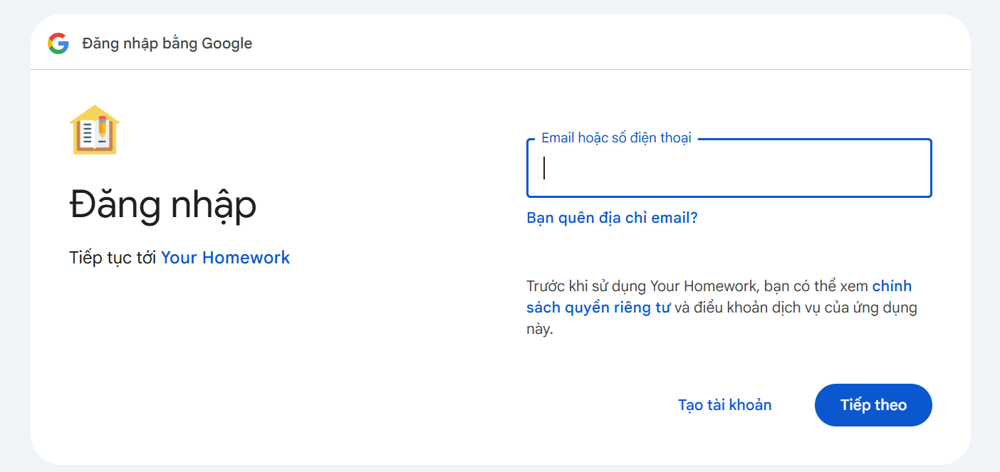 Đăng nhập bằng Google
Đăng nhập
Tiếp tục tới Your Homework
Email hoặc số điện thoại
Bạn quên địa chỉ email?
Trước khi sử dụng Your Homework, bạn có thể xem chính
sách quyền riêng tư và điều khoản dịch vụ của ứng dụng
này.
Tạo tài khoản
Tiếp theo